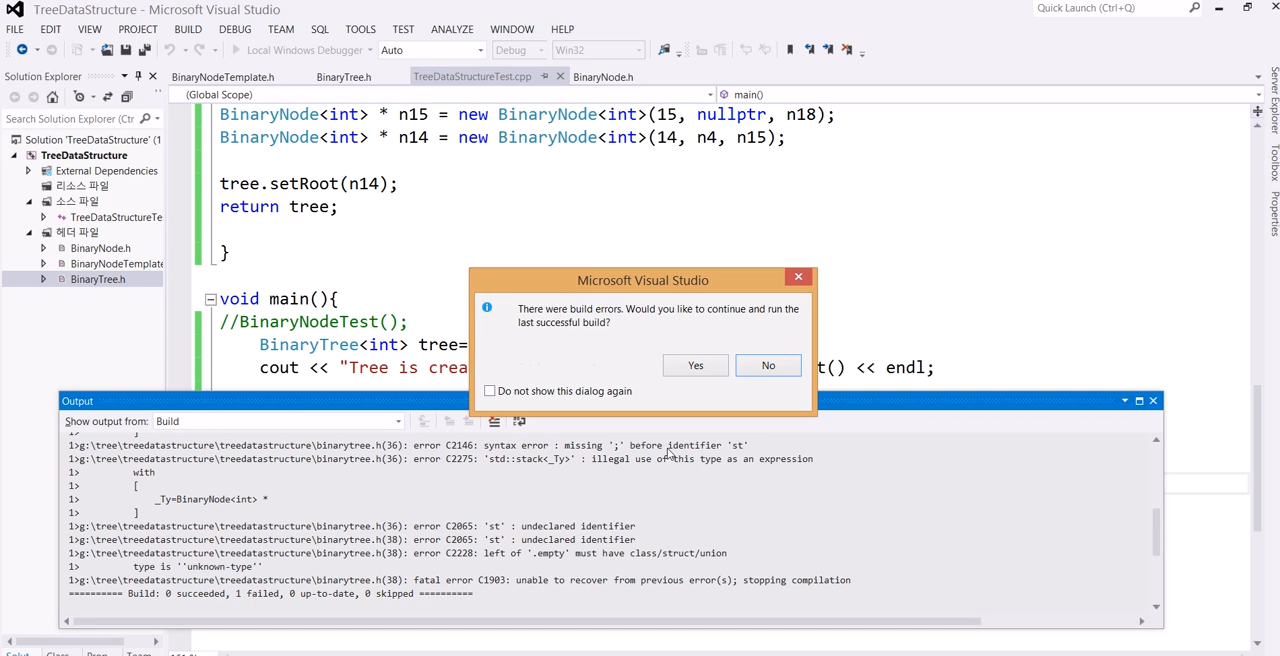 TreeDataStructure - Microsoft Visual Studio
Quick Launch (Ctrl+Q)
FILE EDIT VIEW PROJECT BUILD DEBUG TEAM SQL TOOLS TEST ANALYZE WINDOW HELP
Local Windows Debugger Auto Debug Win32
Solution Explorer
BinaryNodeTemplate.h BinaryTree.h TreeDataStructureTest.cpp BinaryNode.h
(Global Scope) main()
Search Solution Explorer (Ctr
Solution 'TreeDataStructure' (1
TreeDataStructure
External Dependencies
리소스 파일
소스 파일
TreeDataStructureTe
헤더 파일
BinaryNode.h
BinaryNodeTemplate
BinaryTree.h
BinaryNode<int> * n15 = new BinaryNode<int>(15, nullptr, n18);
BinaryNode<int> * n14 = new BinaryNode<int>(14, n4, n15);
tree.setRoot(n14);
return tree;
}
void main(){
//BinaryNodeTest();
BinaryTree<int> tree=
cout << "Tree is crea t() << endl;
Microsoft Visual Studio
There were build errors. Would you like to continue and run the
last successful build?
Yes No
Do not show this dialog again
Output
Show output from: Build
1> ]
1>g:\tree\treedatastructure\treedatastructure\binarytree.h(36): error C2146: syntax error : missing ';' before identifier 'st'
1>g:\tree\treedatastructure\treedatastructure\binarytree.h(36): error C2275: 'std::stack<_Ty>' : illegal use of this type as an expression
1> with
1> [
1> _Ty=BinaryNode<int> *
1> ]
1>g:\tree\treedatastructure\treedatastructure\binarytree.h(36): error C2065: 'st' : undeclared identifier
1>g:\tree\treedatastructure\treedatastructure\binarytree.h(38): error C2065: 'st' : undeclared identifier
1>g:\tree\treedatastructure\treedatastructure\binarytree.h(38): error C2228: left of '.empty' must have class/struct/union
1> type is ''unknown-type''
1>g:\tree\treedatastructure\treedatastructure\binarytree.h(38): fatal error C1903: unable to recover from previous error(s); stopping compilation
========== Build: 0 succeeded, 1 failed, 0 up-to-date, 0 skipped ==========
Server Explorer
Toolbox
Properties